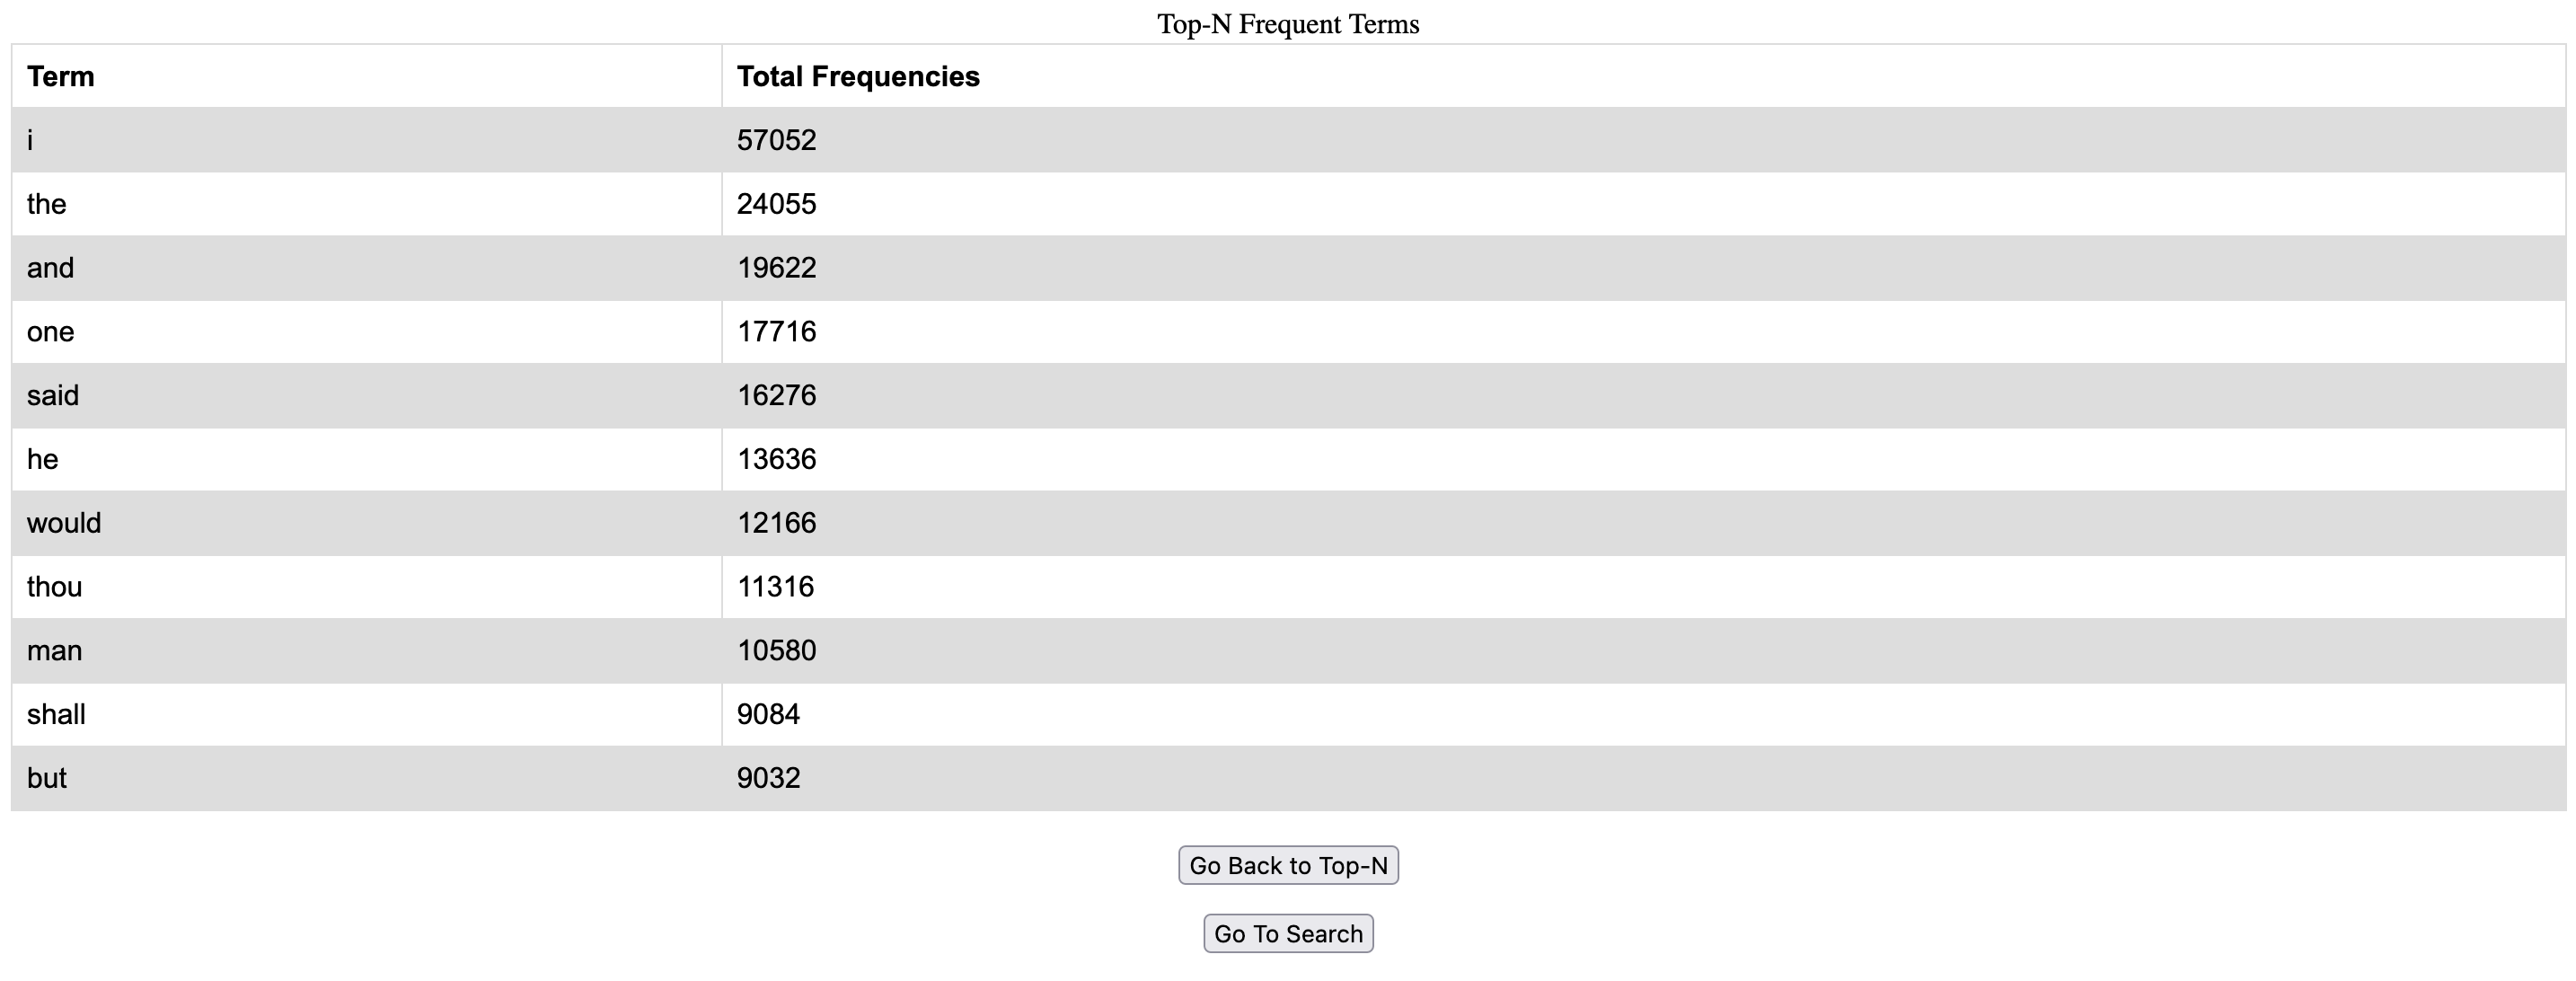 Top-N Frequent Terms
Term Total Frequencies
i 57052
the 24055
and 19622
one 17716
said 16276
he 13636
would 12166
thou 11316
man 10580
shall 9084
but 9032
Go Back to Top-N
Go To Search